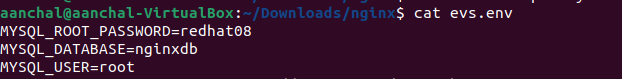 aanchal@aanchal-VirtualBox:~/Downloads/nginx$ cat evs.env
MYSQL_ROOT_PASSWORD=redhat08
MYSQL_DATABASE=nginxdb
MYSQL_USER=root